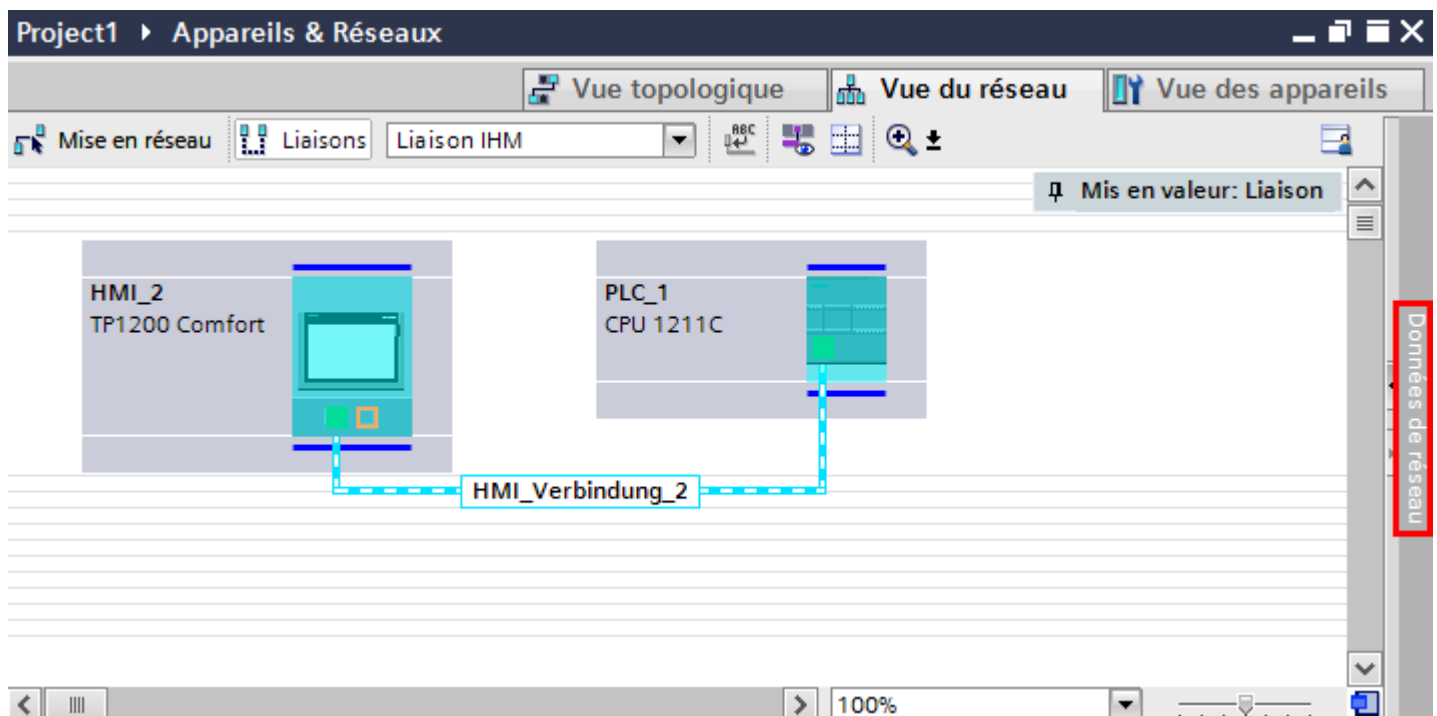 Project1 ▸ Appareils & Réseaux
Vue topologique Vue du réseau Vue des appareils
Mise en réseau Liaisons Liaison IHM ABC
Mis en valeur: Liaison
HMI_2
TP1200 Comfort
PLC_1
CPU 1211C
Données de réseau
HMI_Verbindung_2
100%